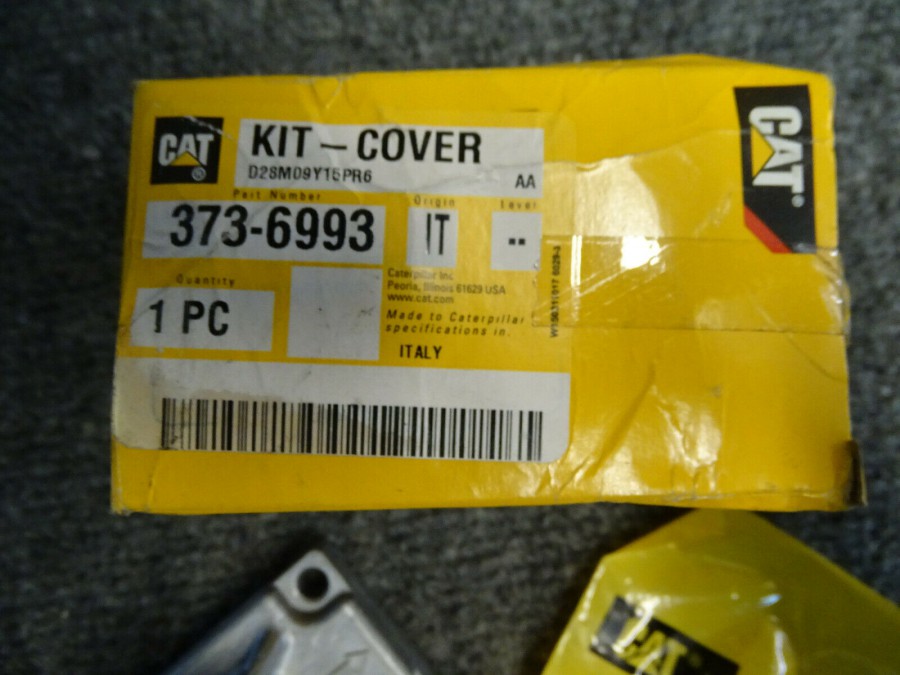 CAT®
KIT – COVER
D28M09Y15PR6
AA
Part Number
Origin
Level
373-6993
IT
--
Quantity
1 PC
Caterpillar Inc
Peoria, Illinois 61629 USA
www.cat.com
Made to Caterpillar
specifications in.
ITALY
CAT®
CAT